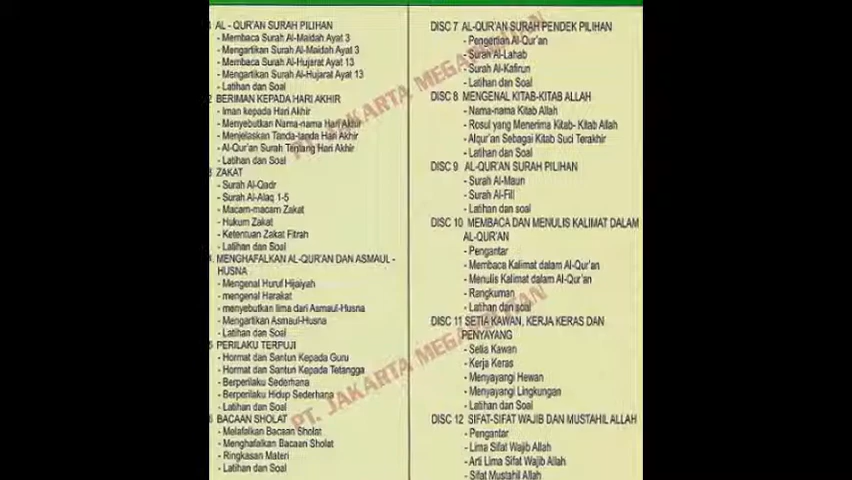 AL - QUR'AN SURAH PILIHAN
- Membaca Surah Al-Maidah Ayat 3
- Mengartikan Surah Al-Maidah Ayat 3
- Membaca Surah Al-Hujarat Ayat 13
- Mengartikan Surah Al-Hujarat Ayat 13
- Latihan dan Soal
2 BERIMAN KEPADA HARI AKHIR
- Iman kepada Hari Akhir
- Menyebutkan Nama-nama Hari Akhir
- Menjelaskan Tanda-tanda Hari Akhir
- Al-Qur'an Surah Tentang Hari Akhir
- Latihan dan Soal
3 ZAKAT
- Surah Al-Qadr
- Surah Al-Alaq 1-5
- Macam-macam Zakat
- Hukum Zakat
- Ketentuan Zakat Fitrah
- Latihan dan Soal
MENGHAFALKAN AL-QUR'AN DAN ASMAUL -
HUSNA
- Mengenal Huruf Hijaiyah
- mengenal Harakat
- menyebutkan lima dari Asmaul-Husna
- Mengartikan Asmaul-Husna
- Latihan dan Soal
5 PERILAKU TERPUJI
- Hormat dan Santun Kepada Guru
- Hormat dan Santun Kepada Tetangga
- Berperilaku Sederhana
- Berperilaku Hidup Sederhana
- Latihan dan Soal
6 BACAAN SHOLAT
- Melafalkan Bacaan Sholat
- Menghafalkan Bacaan Sholat
- Ringkasan Materi
- Latihan dan Soal
DISC 7 AL-QUR'AN SURAH PENDEK PILIHAN
- Pengertian Al-Qur'an
- Surah Al-Lahab
- Surah Al-Kafirun
- Latihan dan Soal
DISC 8 MENGENAL KITAB-KITAB ALLAH
- Nama-nama Kitab Allah
- Rosul yang Menerima Kitab- Kitab Allah
- Alqur'an Sebagai Kitab Suci Terakhir
- Latihan dan Soal
DISC 9 AL-QUR'AN SURAH PILIHAN
- Surah Al-Maun
- Surah Al-Fill
- Latihan dan soal
DISC 10 MEMBACA DAN MENULIS KALIMAT DALAM
AL-QUR'AN
- Pengantar
- Membaca Kalimat dalam Al-Qur'an
- Menulis Kalimat dalam Al-Qur'an
- Rangkuman
- Latihan dan soal
DISC 11 SETIA KAWAN, KERJA KERAS DAN
PENYAYANG
- Setia Kawan
- Kerja Keras
- Menyayangi Hewan
- Menyayangi Lingkungan
- Latihan dan Soal
DISC 12 SIFAT-SIFAT WAJIB DAN MUSTAHIL ALLAH
- Pengantar
- Lima Sifat Wajib Allah
- Arti Lima Sifat Wajib Allah
- Sifat Mustahil Allah
PT. JAKARTA MEGA
PT. JAKARTA MEGA